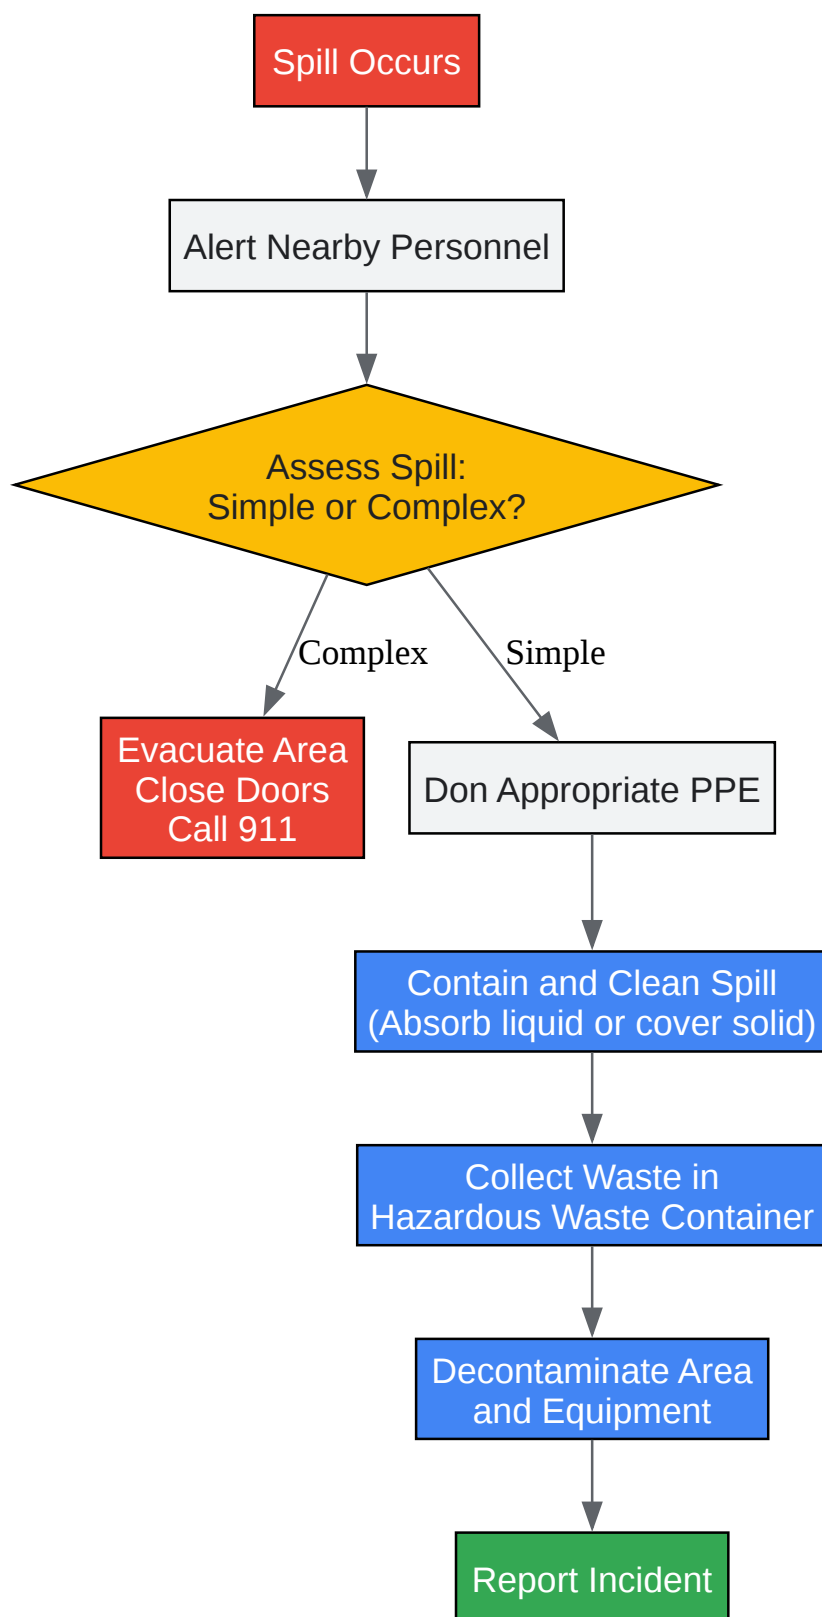 Spill Occurs
Alert Nearby Personnel
Assess Spill:
Simple or Complex?
Complex
Simple
Evacuate Area
Close Doors
Call 911
Don Appropriate PPE
Contain and Clean Spill
(Absorb liquid or cover solid)
Collect Waste in
Hazardous Waste Container
Decontaminate Area
and Equipment
Report Incident